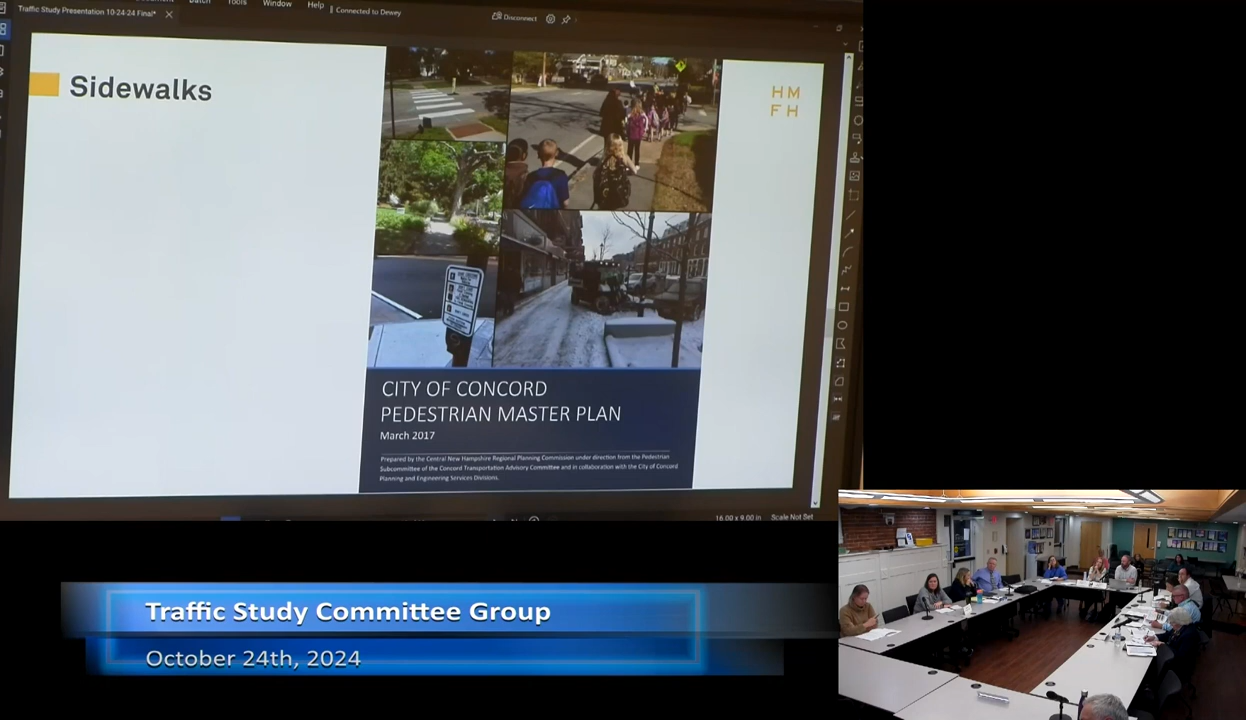 Tools
Window
Help
Connected to Dewey
Disconnect
Traffic Study Presentation 10-24-24 Final*
Sidewalks
HM
FH
CITY OF CONCORD
PEDESTRIAN MASTER PLAN
March 2017
Prepared by the Central New Hampshire Regional Planning Commission under direction from the Pedestrian
Subcommittee of the Concord Transportation Advisory Committee and in collaboration with the City of Concord
Planning and Engineering Services Divisions.
16.00 x 9.00 in
Scale Not Set
Traffic Study Committee Group
October 24th, 2024